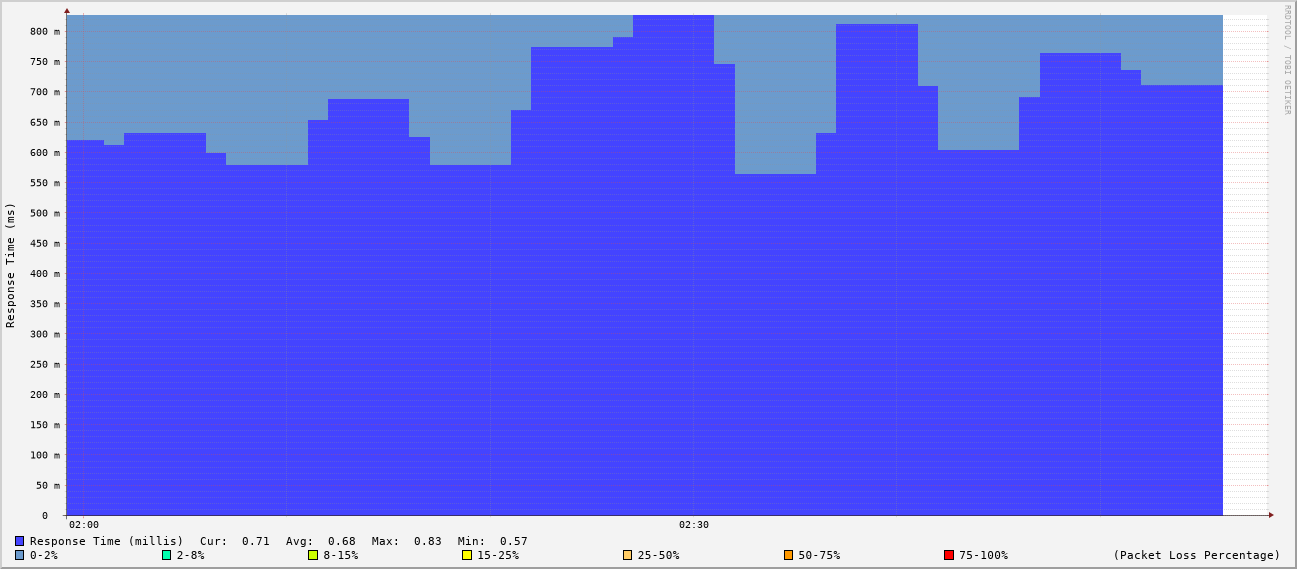 RRDTOOL / TOBI OETIKER
Response Time (ms)
800 m
750 m
700 m
650 m
600 m
550 m
500 m
450 m
400 m
350 m
300 m
250 m
200 m
150 m
100 m
50 m
0
02:00 02:30
Response Time (millis) Cur: 0.71 Avg: 0.68 Max: 0.83 Min: 0.57
0-2% 2-8% 8-15% 15-25% 25-50% 50-75% 75-100% (Packet Loss Percentage)